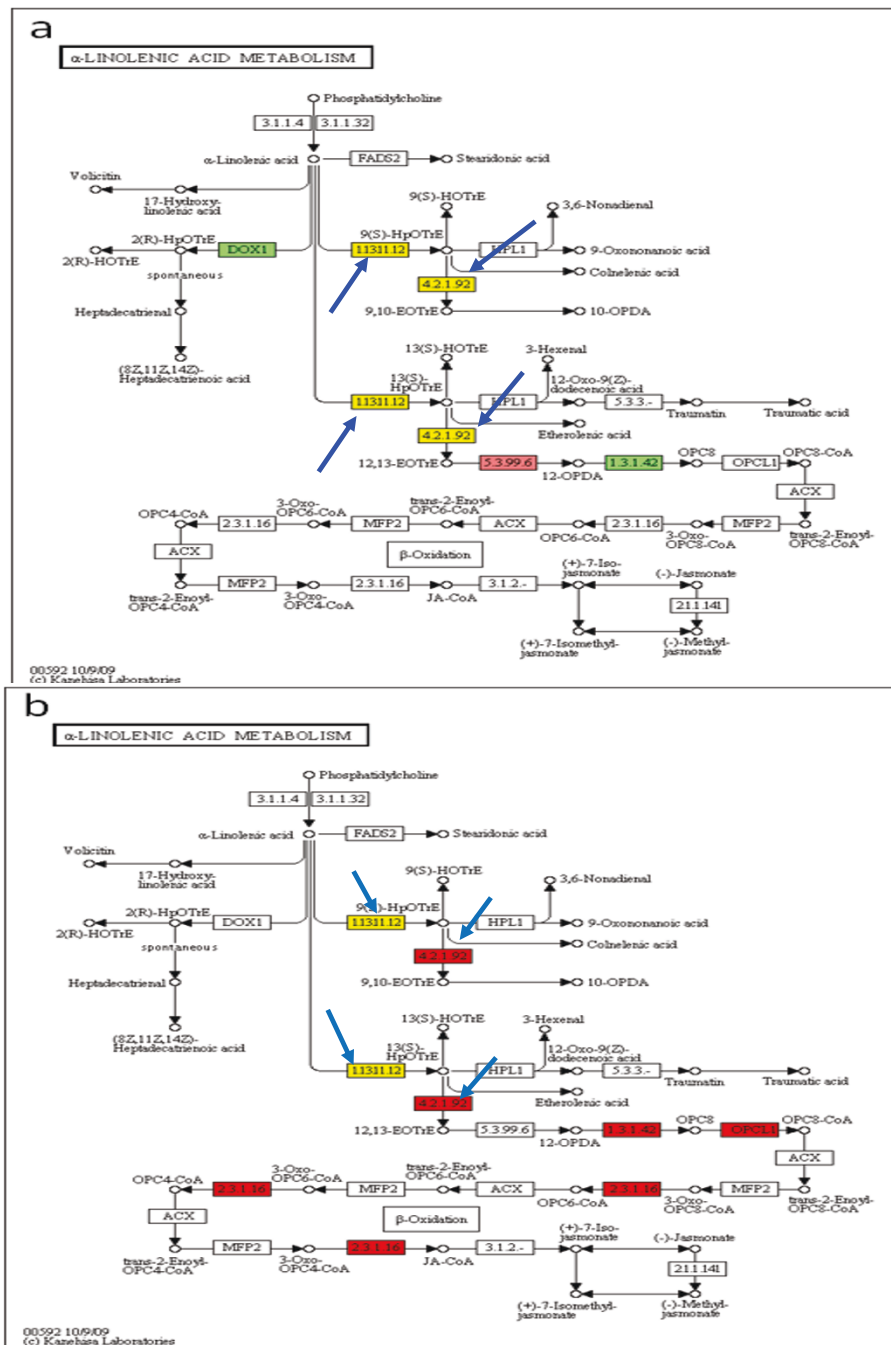 a
α-LINOLENIC ACID METABOLISM
Phosphatidylcholine
3.1.1.4 3.1.1.32
α-Linolenic acid FADS2 Stearidonic acid
Volicitin
17-Hydroxy-
linolenic acid
9(S)-HOTrE 3,6-Nonadienal
2(R)-HpOTrE 9(S)-HpOTrE
2(R)-HOTrE DOX1 1.13.11.12 HPL1 9-Oxononanoic acid
spontaneous Colnelenic acid
4.2.1.92
Heptadecatrienal 9,10-EOTrE 10-OPDA
(8Z,11Z,14Z)-
Heptadecatrienoic acid
13(S)-HOTrE 3-Hexenal
13(S)-
HpOTrE
12-Oxo-9(Z)-
dodecenoic acid
1.13.11.12 HPL1 5.3.3.- Traumatin Traumatic acid
4.2.1.92 Etherolenic acid
12,13-EOTrE 5.3.99.6 12-OPDA 1.3.1.42 OPC8 OPCL1 OPC8-CoA
ACX
OPC4-CoA 2.3.1.16 3-Oxo-
OPC6-CoA MFP2 trans-2-Enoyl-
OPC6-CoA ACX OPC6-CoA 2.3.1.16 3-Oxo-
OPC8-CoA MFP2 trans-2-Enoyl-
OPC8-CoA
ACX β-Oxidation
trans-2-Enoyl-
OPC4-CoA MFP2 3-Oxo-
OPC4-CoA 2.3.1.16 JA-CoA 3.1.2.- (+)-7-Iso-
jasmonate (-)-Jasmonate
2.1.1.141
(+)-7-Isomethyl-
jasmonate (-)-Methyl-
jasmonate
00592 10/9/09
(c) Kanehisa Laboratories
b
α-LINOLENIC ACID METABOLISM
Phosphatidylcholine
3.1.1.4 3.1.1.32
α-Linolenic acid FADS2 Stearidonic acid
Volicitin
17-Hydroxy-
linolenic acid
9(S)-HOTrE 3,6-Nonadienal
2(R)-HpOTrE 9(S)-HpOTrE
2(R)-HOTrE DOX1 1.13.11.12 HPL1 9-Oxononanoic acid
spontaneous Colnelenic acid
4.2.1.92
Heptadecatrienal 9,10-EOTrE 10-OPDA
(8Z,11Z,14Z)-
Heptadecatrienoic acid
13(S)-HOTrE 3-Hexenal
13(S)-
HpOTrE
12-Oxo-9(Z)-
dodecenoic acid
1.13.11.12 HPL1 5.3.3.- Traumatin Traumatic acid
4.2.1.92 Etherolenic acid
12,13-EOTrE 5.3.99.6 12-OPDA 1.3.1.42 OPC8 OPCL1 OPC8-CoA
ACX
OPC4-CoA 2.3.1.16 3-Oxo-
OPC6-CoA MFP2 trans-2-Enoyl-
OPC6-CoA ACX OPC6-CoA 2.3.1.16 3-Oxo-
OPC8-CoA MFP2 trans-2-Enoyl-
OPC8-CoA
ACX β-Oxidation
trans-2-Enoyl-
OPC4-CoA MFP2 3-Oxo-
OPC4-CoA 2.3.1.16 JA-CoA 3.1.2.- (+)-7-Iso-
jasmonate (-)-Jasmonate
2.1.1.141
(+)-7-Isomethyl-
jasmonate (-)-Methyl-
jasmonate
00592 10/9/09
(c) Kanehisa Laboratories